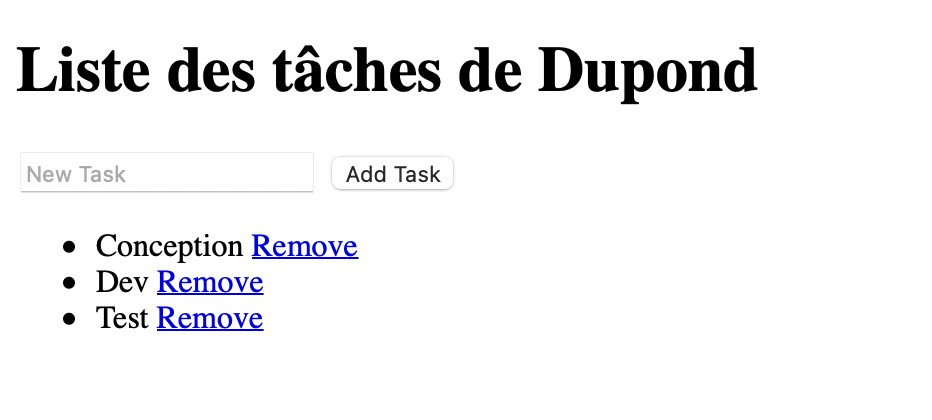 Liste des tâches de Dupond
New Task Add Task
Conception Remove
Dev Remove
Test Remove